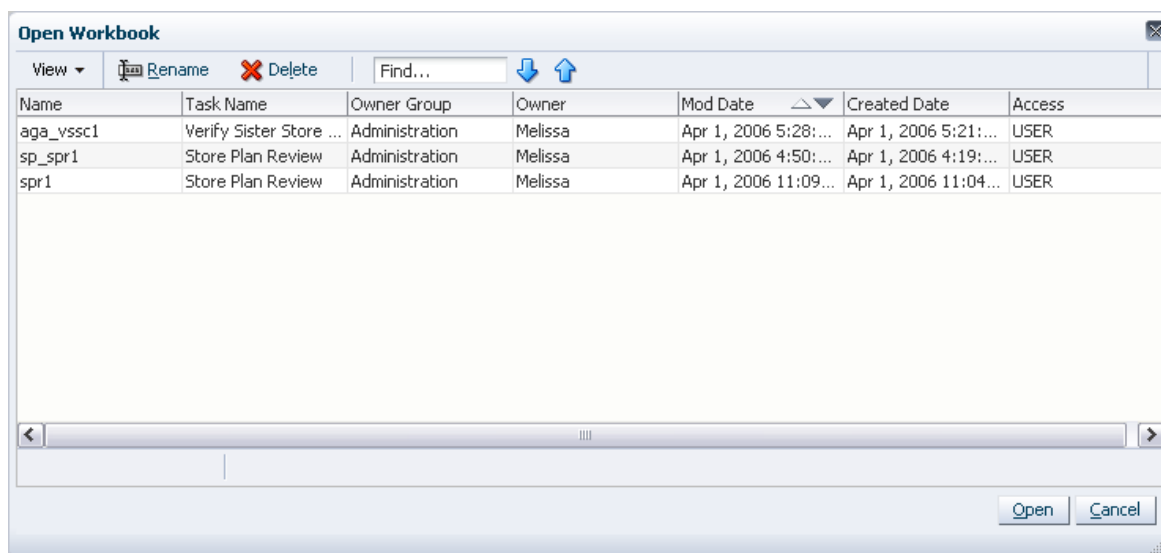 Open Workbook
View Rename Delete Find...
Name Task Name Owner Group Owner Mod Date Created Date Access
aga_vssc1 Verify Sister Store ... Administration Melissa Apr 1, 2006 5:28:... Apr 1, 2006 5:21:... USER
sp_spr1 Store Plan Review Administration Melissa Apr 1, 2006 4:50:... Apr 1, 2006 4:19:... USER
spr1 Store Plan Review Administration Melissa Apr 1, 2006 11:09... Apr 1, 2006 11:04... USER
Open Cancel